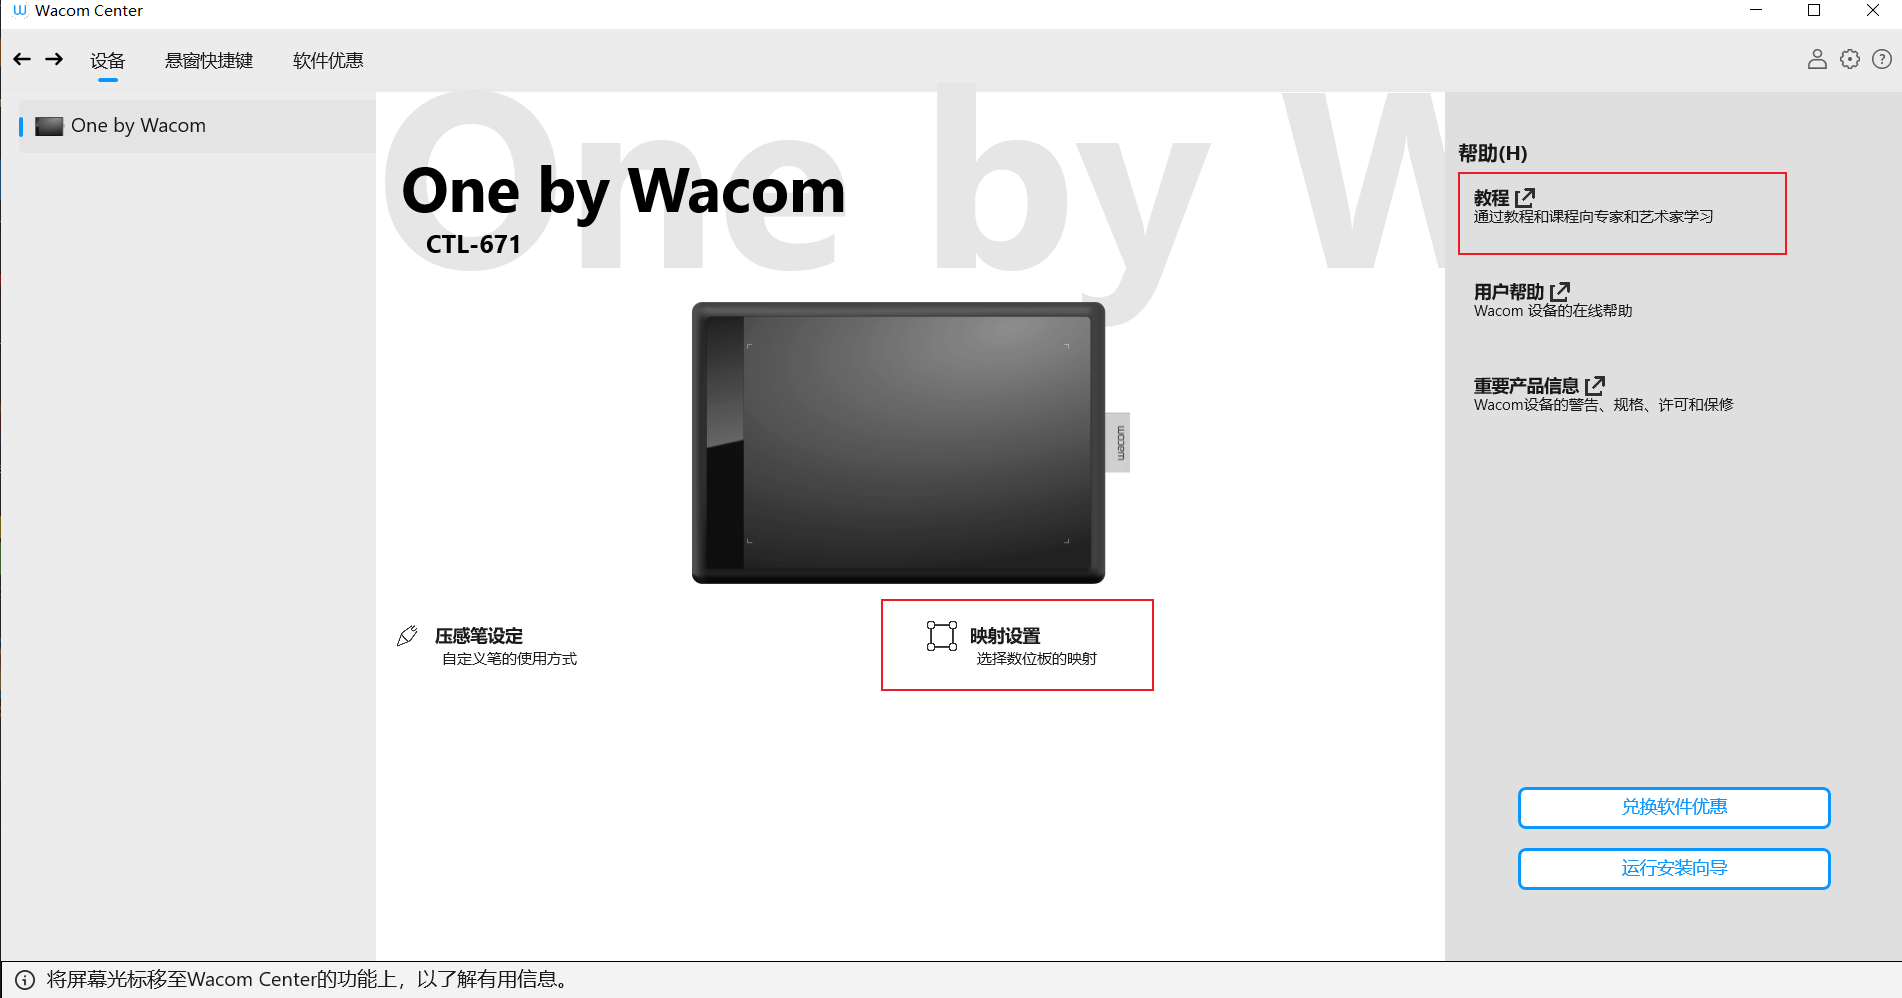 Wacom Center
设备
悬窗快捷键
软件优惠
One by Wacom
One by W
One by Wacom
CTL-671
wacom
压感笔设定
自定义笔的使用方式
映射设置
选择数位板的映射
帮助(H)
教程
通过教程和课程向专家和艺术家学习
用户帮助
Wacom 设备的在线帮助
重要产品信息
Wacom设备的警告、规格、许可和保修
兑换软件优惠
运行安装向导
将屏幕光标移至Wacom Center的功能上，以了解有用信息。